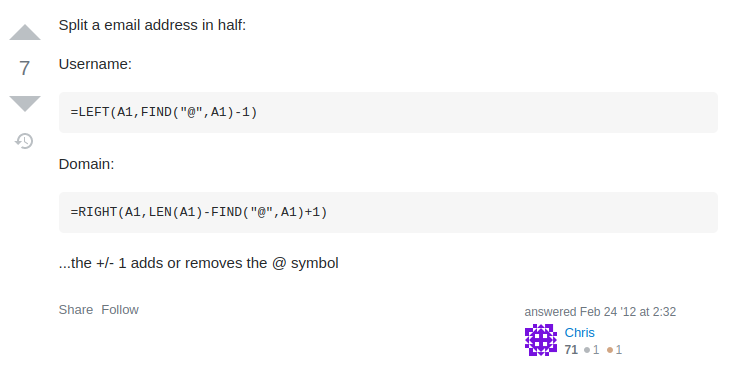 Split a email address in half:
7
Username:
=LEFT(A1,FIND("@",A1)-1)
Domain:
=RIGHT(A1,LEN(A1)-FIND("@",A1)+1)
...the +/- 1 adds or removes the @ symbol
Share Follow
answered Feb 24 '12 at 2:32
Chris
71 ●1 ●1